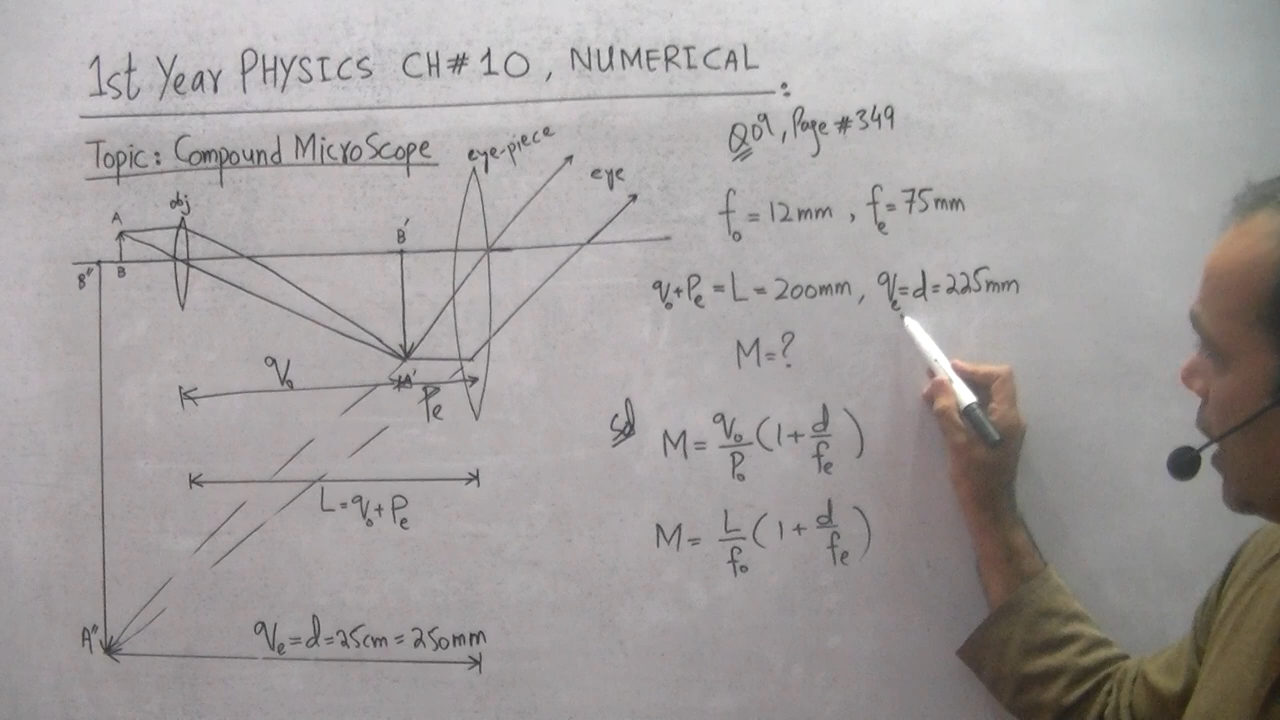 1st Year PHYSICS CH# 10, NUMERICAL :
Topic: Compound MicroScope
eye-piece
eye
obj
A
B
B'
B"
A'
q₀
Pe
L = q₀ + Pe
A"
qe = d = 25cm = 250mm
Q09, Page #349
f₀ = 12mm, fe = 75mm
q₀ + Pe = L = 200mm, qe = d = 225mm
M = ?
Sol
M = q₀/P₀ (1 + d/fe)
M = L/f₀ (1 + d/fe)